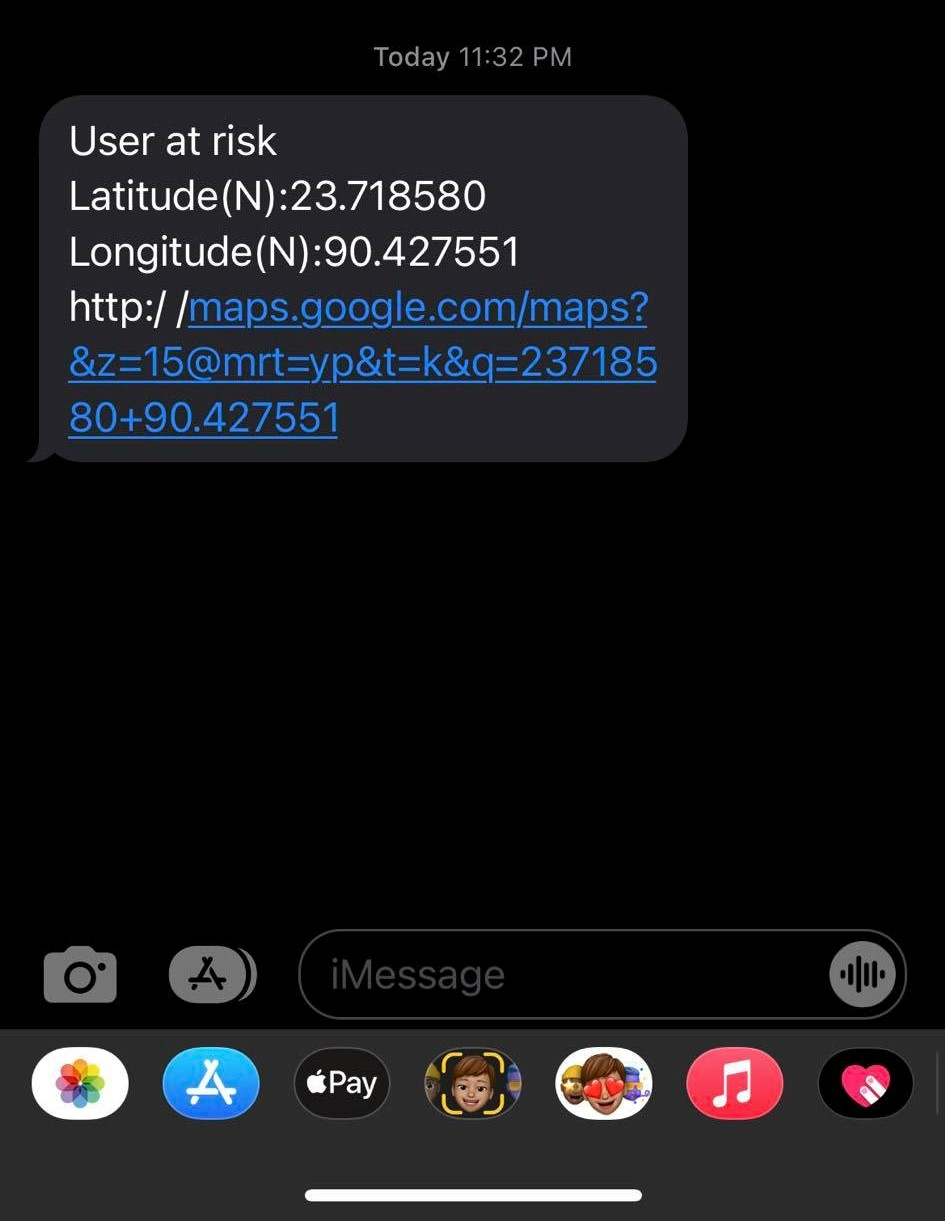 Today 11:32 PM
User at risk
Latitude(N):23.718580
Longitude(N):90.427551
http:/ /maps.google.com/maps?
&z=15@mrt=yp&t=k&q=237185
80+90.427551
iMessage
Pay